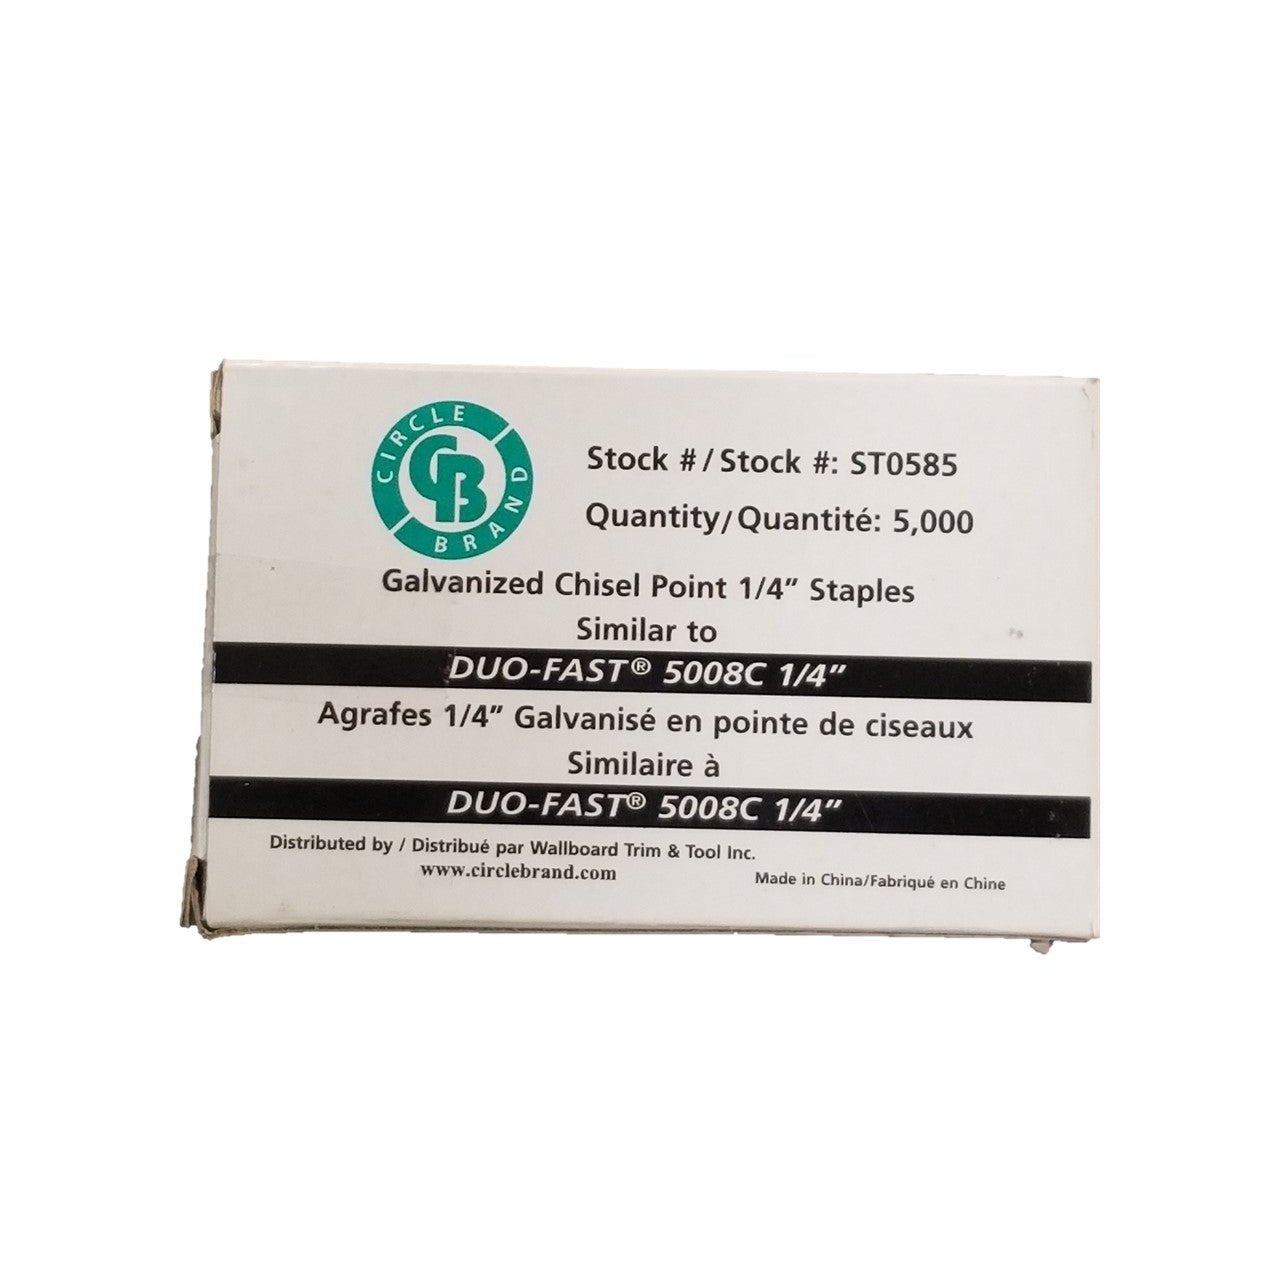 CIRCLE BRAND
CB
Stock #/Stock #: ST0585
Quantity/Quantité: 5,000
Galvanized Chisel Point 1/4” Staples
Similar to
DUO-FAST® 5008C 1/4”
Agrafes 1/4” Galvanisé en pointe de ciseaux
Similaire à
DUO-FAST® 5008C 1/4”
Distributed by / Distribué par Wallboard Trim & Tool Inc.
www.circlebrand.com
Made in China/Fabriqué en Chine